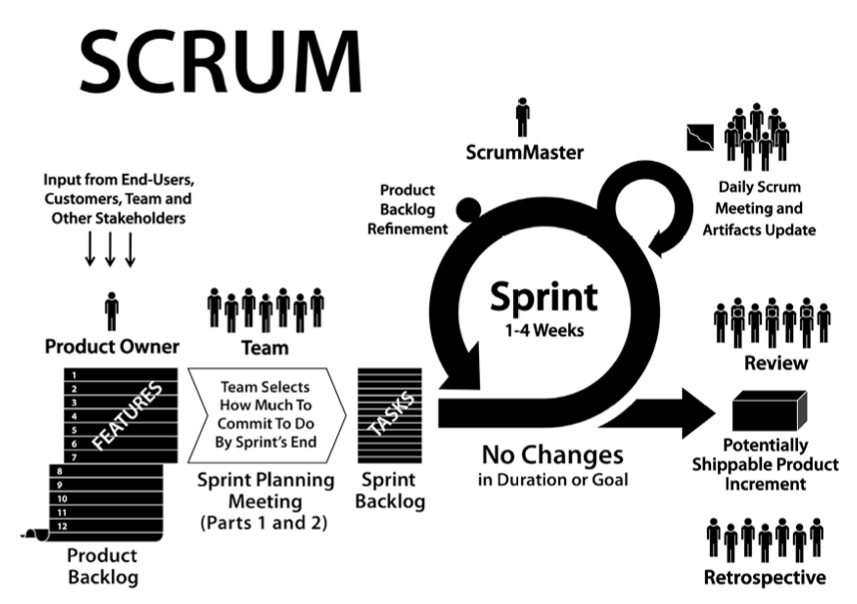 SCRUM
ScrumMaster
Input from End-Users,
Customers, Team and
Other Stakeholders
Product
Backlog
Refinement
Daily Scrum
Meeting and
Artifacts Update
Sprint
1-4 Weeks
Product Owner
Team
Review
1
2
3
4
5
6
7
8
9
10
11
12
FEATURES
Team Selects
How Much To
Commit To Do
By Sprint's End
TASKS
Sprint Planning
Meeting
(Parts 1 and 2)
Sprint
Backlog
No Changes
in Duration or Goal
Potentially
Shippable Product
Increment
Product
Backlog
Retrospective